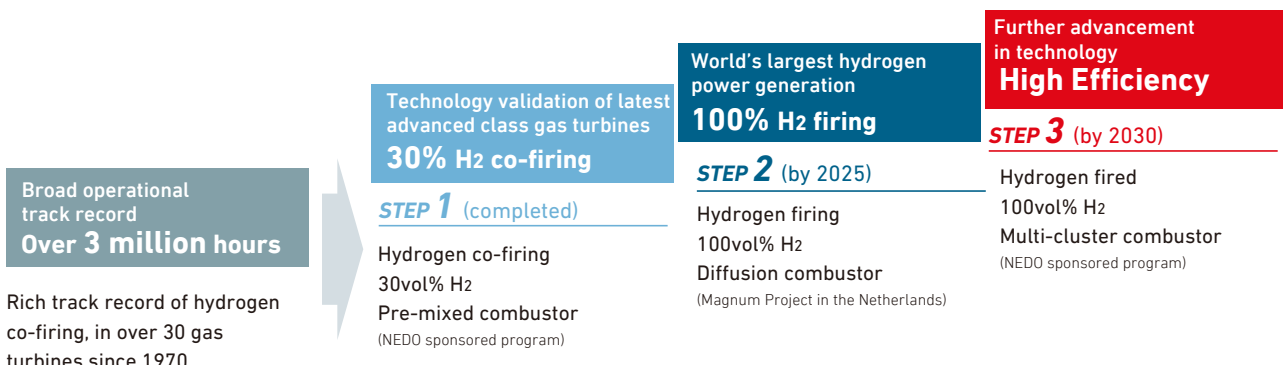 Broad operational
track record
Over 3 million hours
Rich track record of hydrogen
co-firing, in over 30 gas
turbines since 1970
Technology validation of latest
advanced class gas turbines
30% H2 co-firing
STEP 1 (completed)
Hydrogen co-firing
30vol% H2
Pre-mixed combustor
(NEDO sponsored program)
World's largest hydrogen
power generation
100% H2 firing
STEP 2 (by 2025)
Hydrogen firing
100vol% H2
Diffusion combustor
(Magnum Project in the Netherlands)
Further advancement
in technology
High Efficiency
STEP 3 (by 2030)
Hydrogen fired
100vol% H2
Multi-cluster combustor
(NEDO sponsored program)